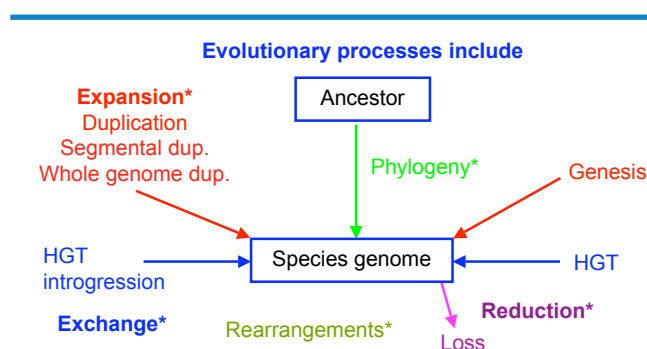 Evolutionary processes include
Expansion*
Duplication
Segmental dup.
Whole genome dup.
Ancestor
Phylogeny*
Genesis
HGT
introgression
Species genome
HGT
Exchange*
Rearrangements*
Reduction*
Loss